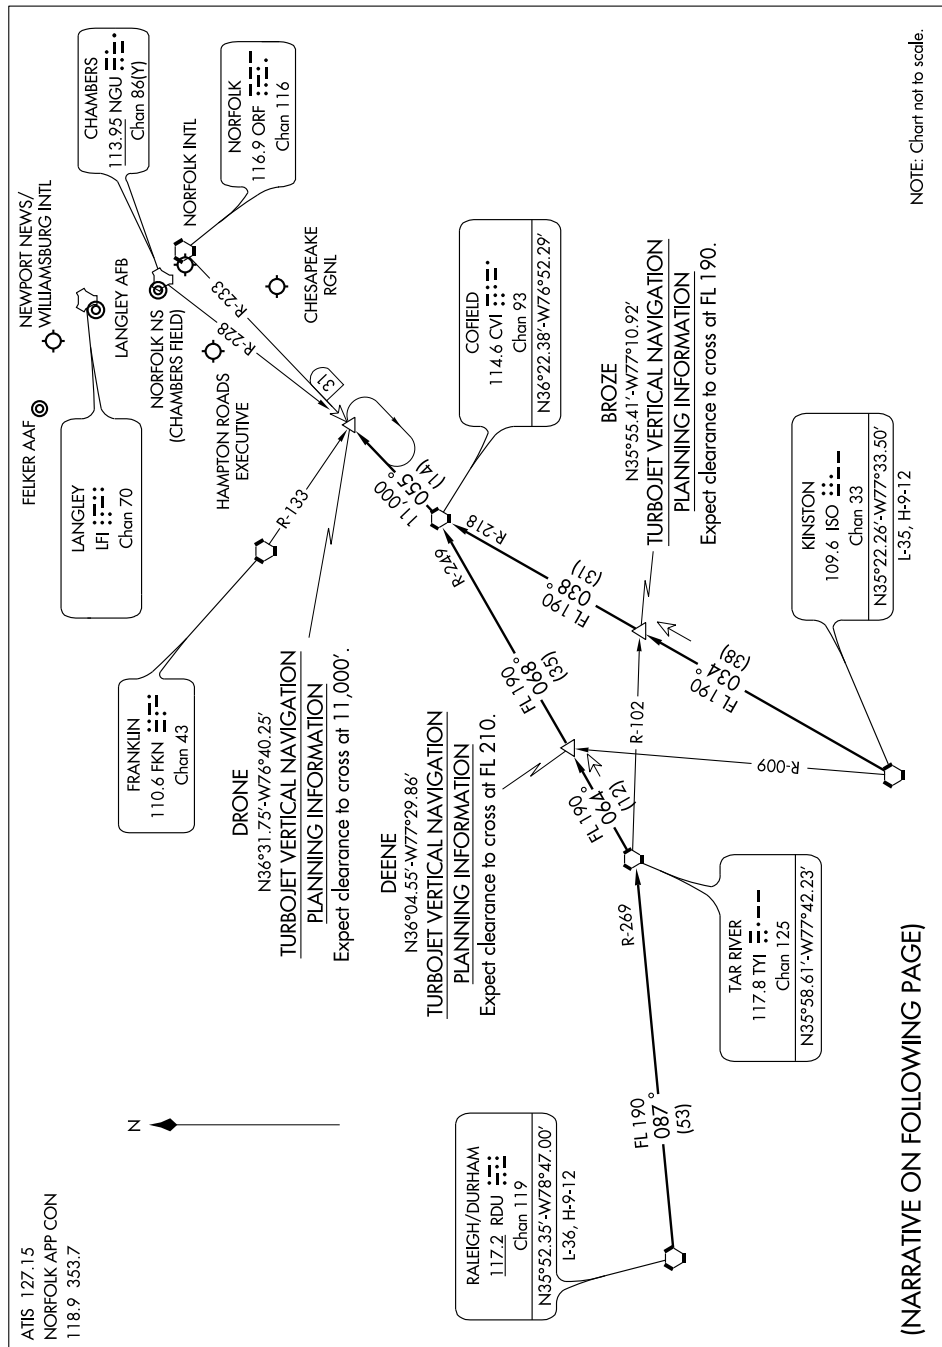 ATIS 127.15
NORFOLK APP CON
118.9 353.7
N
FELKER AAF
NEWPORT NEWS/
WILLIAMSBURG INTL
LANGLEY
LFI
Chan 70
LANGLEY AFB
CHAMBERS
113.95 NGU
Chan 86(Y)
NORFOLK NS
(CHAMBERS FIELD)
NORFOLK INTL
NORFOLK
116.9 ORF
Chan 116
HAMPTON ROADS
EXECUTIVE
CHESAPEAKE
RGNL
R-233
R-228
31
FRANKLIN
110.6 FKN
Chan 43
R-133
DRONE
N36°31.75'-W76°40.25'
TURBOJET VERTICAL NAVIGATION
PLANNING INFORMATION
Expect clearance to cross at 11,000'.
11,000
055°
(14)
COFIELD
114.6 CVI
Chan 93
N36°22.38'-W76°52.29'
R-249
R-218
DEENE
N36°04.55'-W77°29.86'
TURBOJET VERTICAL NAVIGATION
PLANNING INFORMATION
Expect clearance to cross at FL 210.
FL 190
068°
(35)
FL 190
038°
(31)
BROZE
N35°55.41'-W77°10.92'
TURBOJET VERTICAL NAVIGATION
PLANNING INFORMATION
Expect clearance to cross at FL 190.
FL 190
064°
(12)
R-102
R-009
FL 190
034°
(38)
RALEIGH/DURHAM
117.2 RDU
Chan 119
N35°52.35'-W78°47.00'
L-36, H-9-12
FL 190
087°
(53)
R-269
TAR RIVER
117.8 TYI
Chan 125
N35°58.61'-W77°42.23'
KINSTON
109.6 ISO
Chan 33
N35°22.26'-W77°33.50'
L-35, H-9-12
(NARRATIVE ON FOLLOWING PAGE)
NOTE: Chart not to scale.